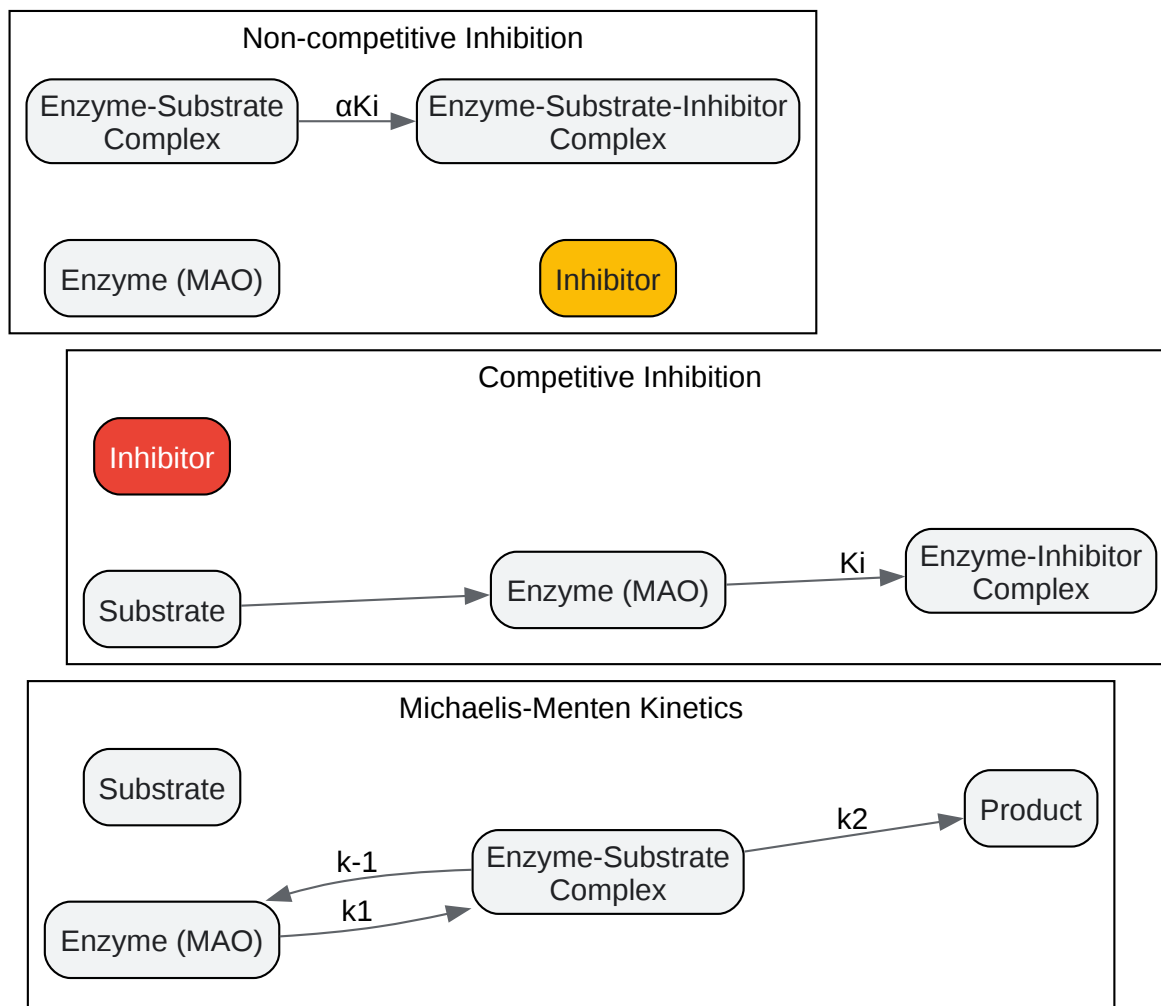 Non-competitive Inhibition
Enzyme-Substrate
Complex
αKi
Enzyme-Substrate-Inhibitor
Complex
Enzyme (MAO)
Inhibitor
Competitive Inhibition
Inhibitor
Substrate
Enzyme (MAO)
Ki
Enzyme-Inhibitor
Complex
Michaelis-Menten Kinetics
Substrate
Enzyme (MAO)
k-1
k1
Enzyme-Substrate
Complex
k2
Product